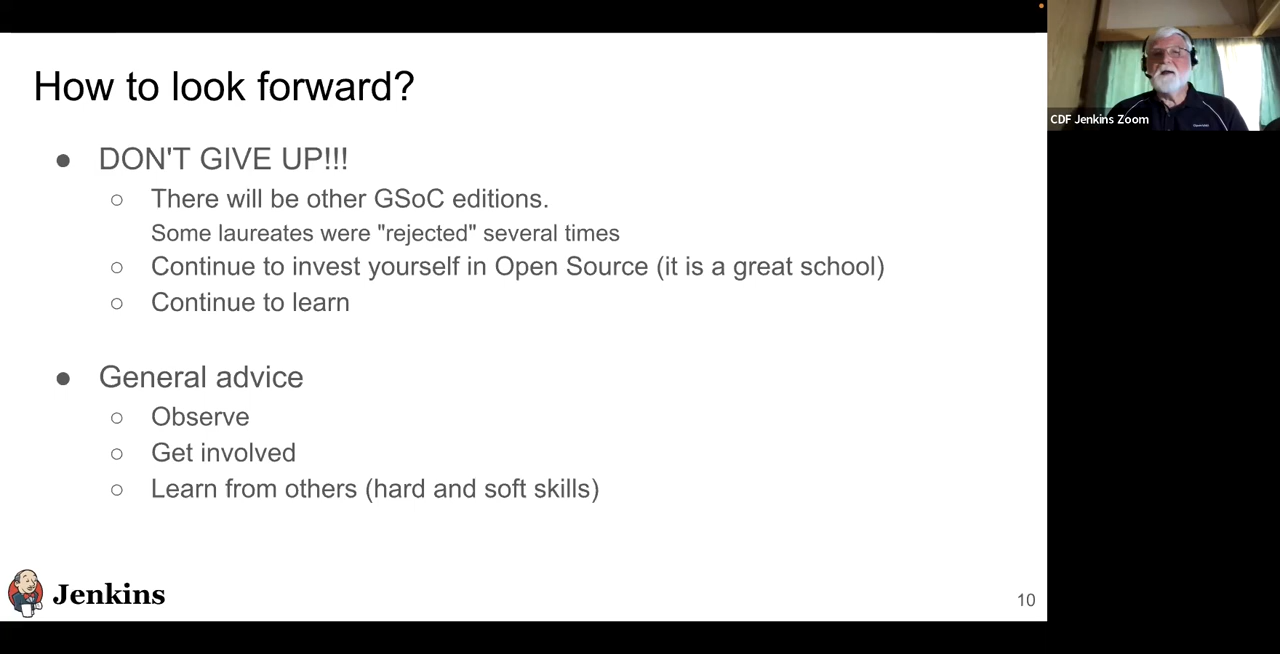 How to look forward?
● DON'T GIVE UP!!!
○ There will be other GSoC editions.
Some laureates were "rejected" several times
○ Continue to invest yourself in Open Source (it is a great school)
○ Continue to learn
● General advice
○ Observe
○ Get involved
○ Learn from others (hard and soft skills)
Jenkins
10
CDF Jenkins Zoom